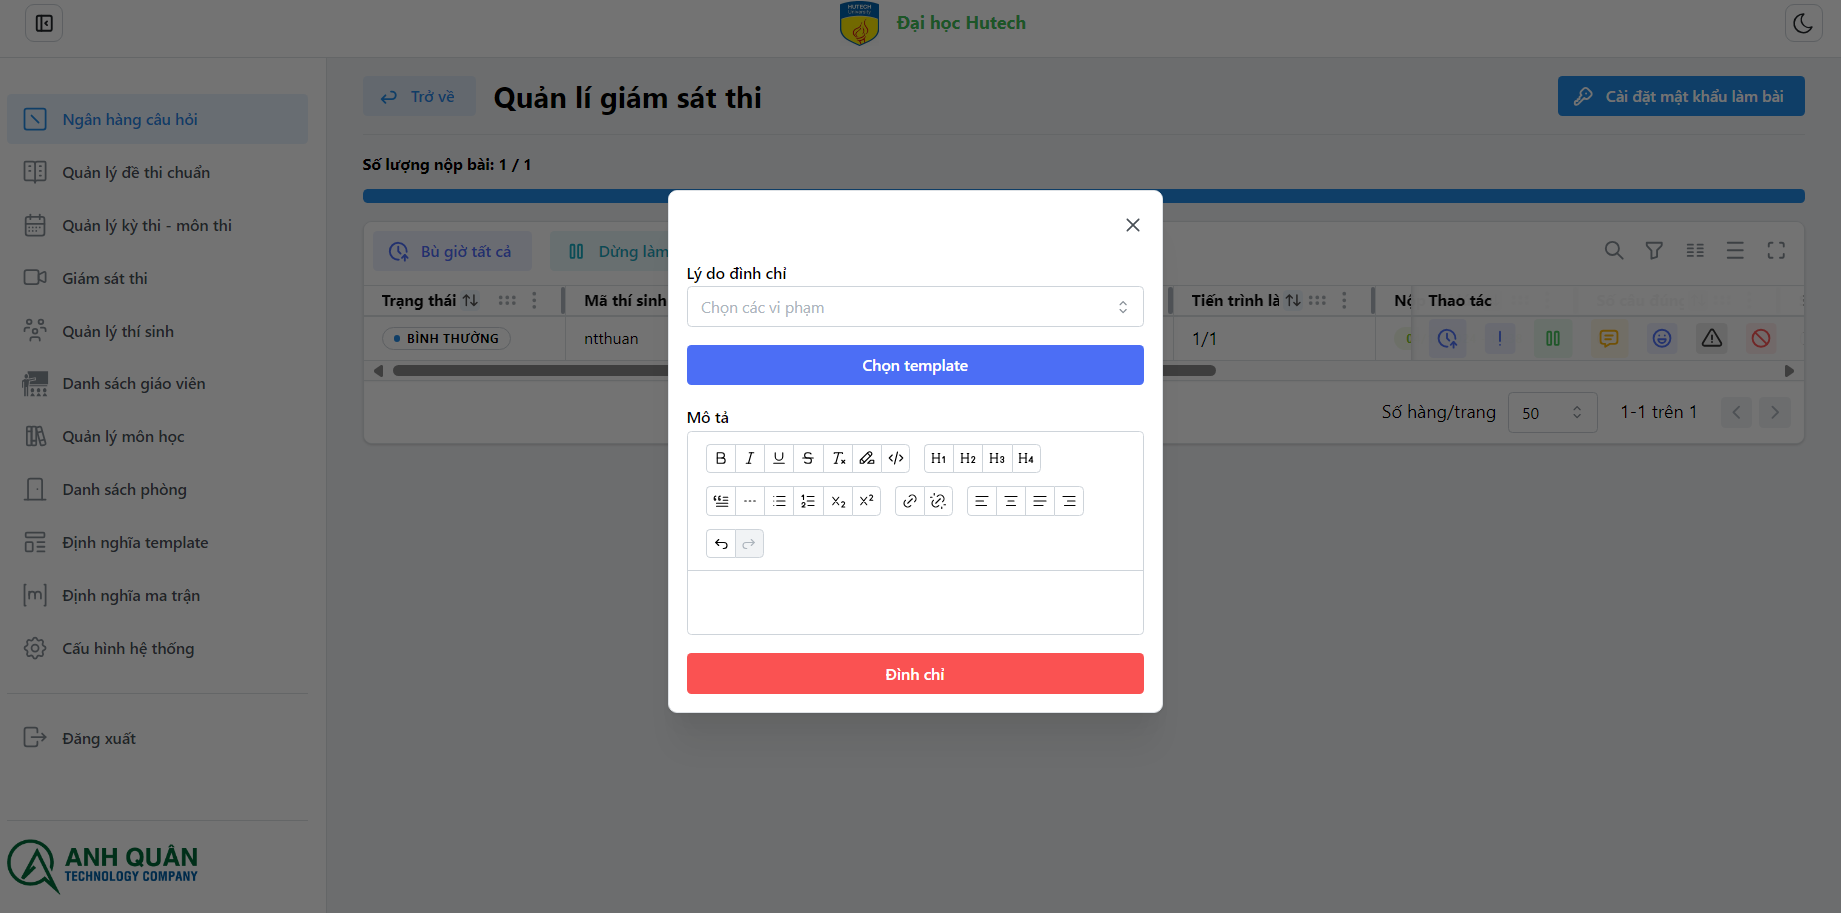 HUTECH
University
Đại học Hutech
Ngân hàng câu hỏi
Quản lý đề thi chuẩn
Quản lý kỳ thi - môn thi
Giám sát thi
Quản lý thí sinh
Danh sách giáo viên
Quản lý môn học
Danh sách phòng
Định nghĩa template
Định nghĩa ma trận
Cấu hình hệ thống
Đăng xuất
ANH QUÂN
TECHNOLOGY COMPANY
Trở về
Quản lí giám sát thi
Cài đặt mật khẩu làm bài
Số lượng nộp bài: 1 / 1
Bù giờ tất cả
Dừng làm
Trạng thái
Mã thí sinh
Tiến trình là
Thao tác
BÌNH THƯỜNG
ntthuan
1/1
Số hàng/trang
50
1-1 trên 1
Lý do đình chỉ
Chọn các vi phạm
Chọn template
Mô tả
H1 H2 H3 H4
Đình chỉ